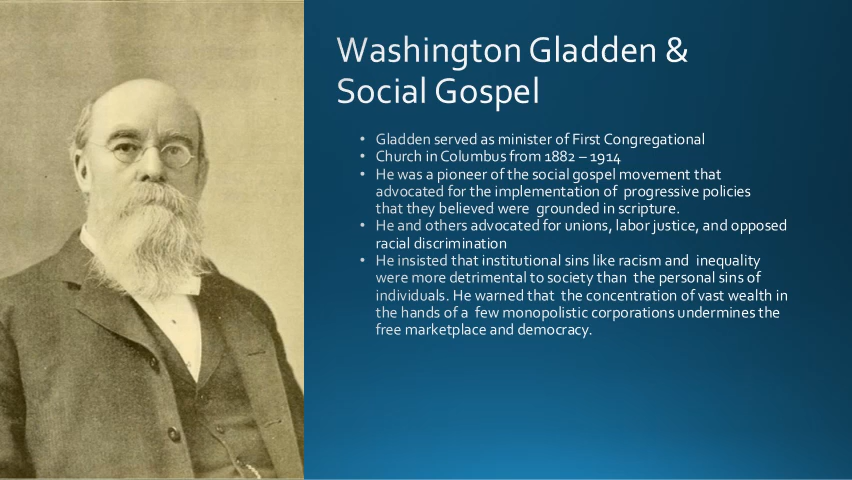 Washington Gladden &
Social Gospel
• Gladden served as minister of First Congregational
• Church in Columbus from 1882 – 1914
• He was a pioneer of the social gospel movement that
advocated for the implementation of progressive policies
that they believed were grounded in scripture.
• He and others advocated for unions, labor justice, and opposed
racial discrimination
• He insisted that institutional sins like racism and inequality
were more detrimental to society than the personal sins of
individuals. He warned that the concentration of vast wealth in
the hands of a few monopolistic corporations undermines the
free marketplace and democracy.